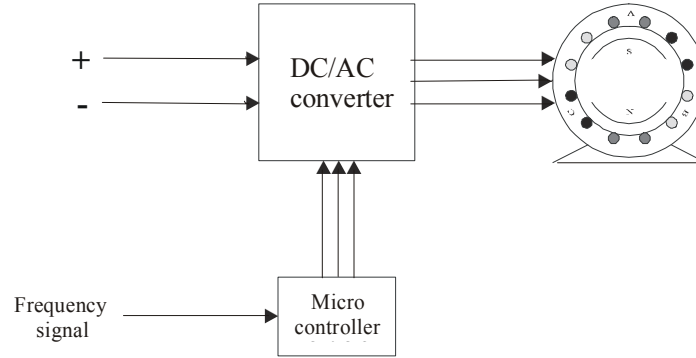 +
-
DC/AC
converter
A
S
N
C
B
Frequency
signal
Micro
controller